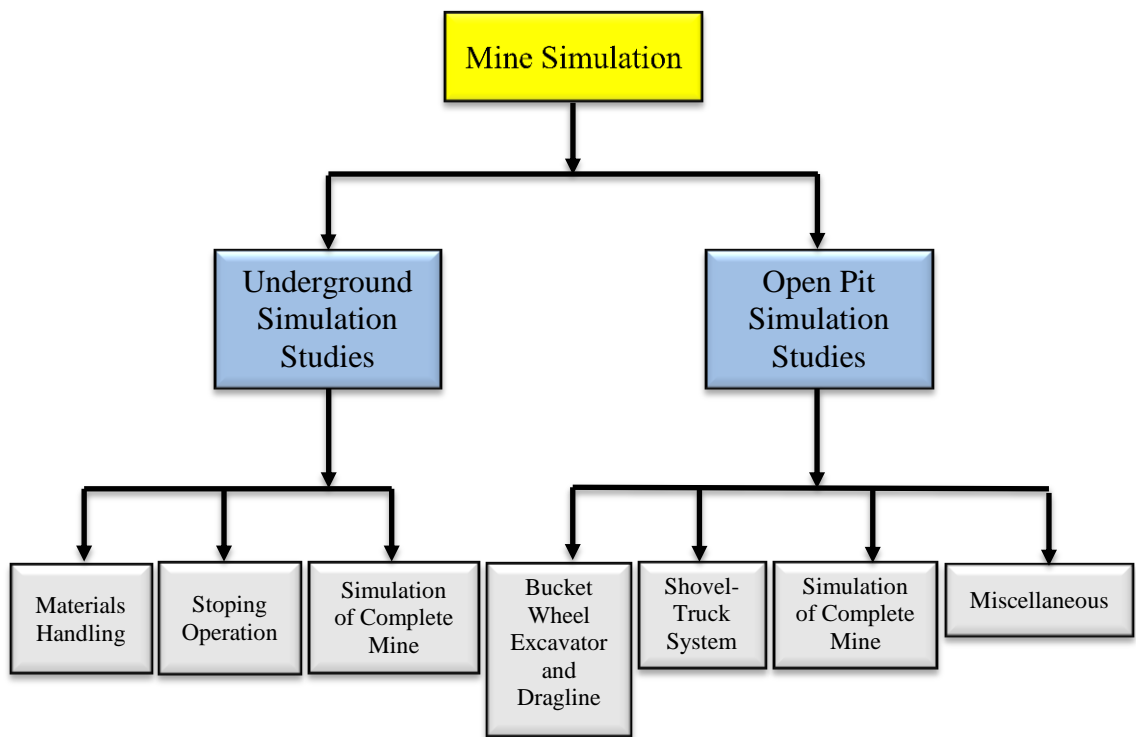 Mine Simulation
Underground
Simulation
Studies
Open Pit
Simulation
Studies
Materials
Handling
Stoping
Operation
Simulation
of Complete
Mine
Bucket
Wheel
Excavator
and
Dragline
Shovel-
Truck
System
Simulation
of Complete
Mine
Miscellaneous